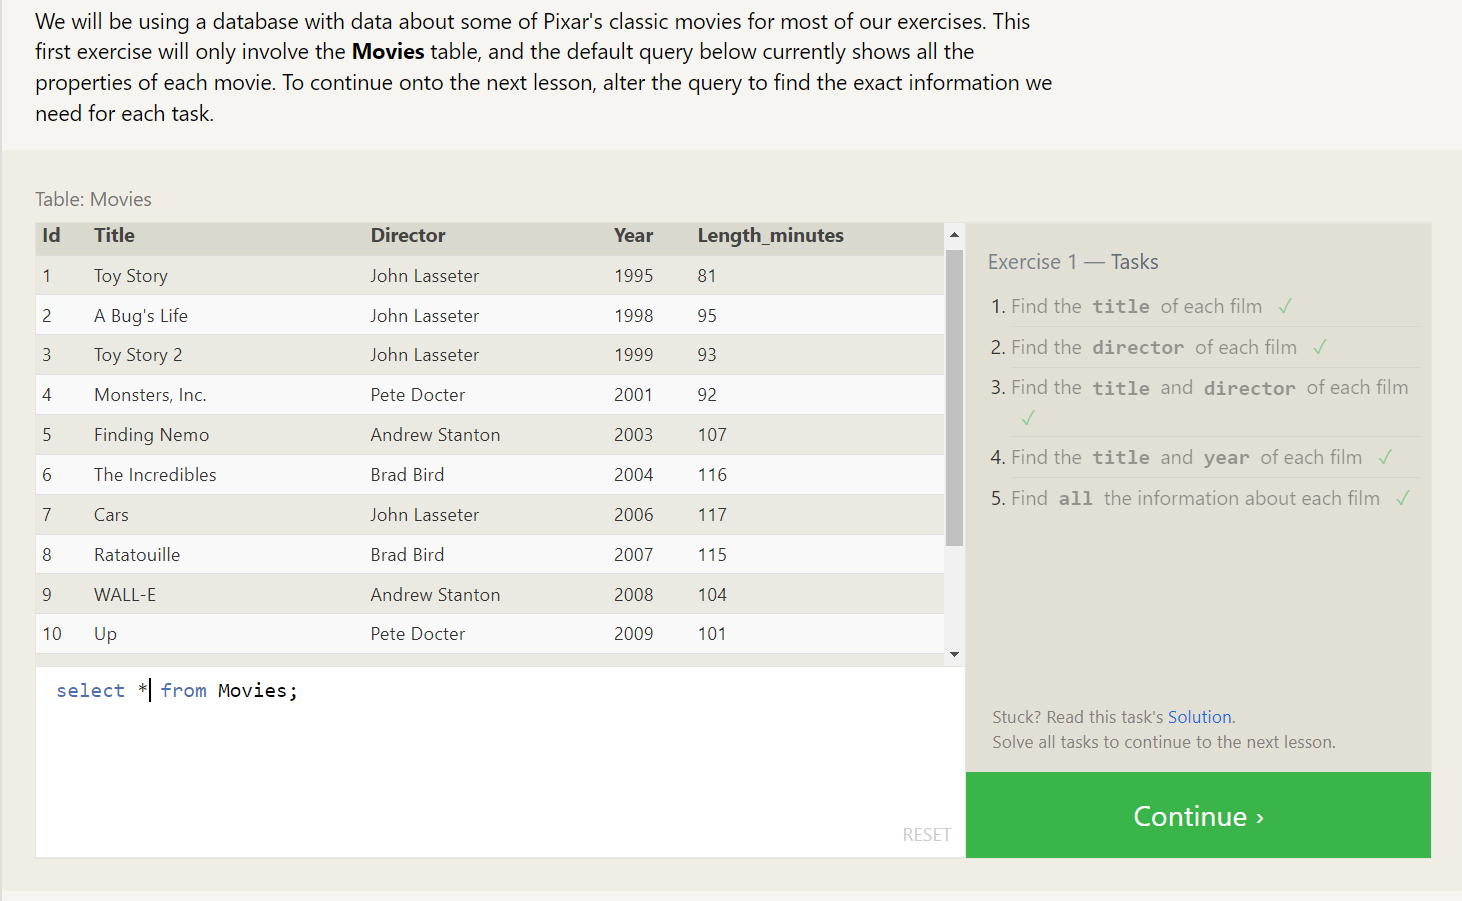 We will be using a database with data about some of Pixar's classic movies for most of our exercises. This
first exercise will only involve the Movies table, and the default query below currently shows all the
properties of each movie. To continue onto the next lesson, alter the query to find the exact information we
need for each task.
Table: Movies
Id Title Director Year Length_minutes
1 Toy Story John Lasseter 1995 81
2 A Bug's Life John Lasseter 1998 95
3 Toy Story 2 John Lasseter 1999 93
4 Monsters, Inc. Pete Docter 2001 92
5 Finding Nemo Andrew Stanton 2003 107
6 The Incredibles Brad Bird 2004 116
7 Cars John Lasseter 2006 117
8 Ratatouille Brad Bird 2007 115
9 WALL-E Andrew Stanton 2008 104
10 Up Pete Docter 2009 101
select * from Movies;
RESET
Exercise 1 — Tasks
1. Find the title of each film ✓
2. Find the director of each film ✓
3. Find the title and director of each film
✓
4. Find the title and year of each film ✓
5. Find all the information about each film ✓
Stuck? Read this task's Solution.
Solve all tasks to continue to the next lesson.
Continue ›